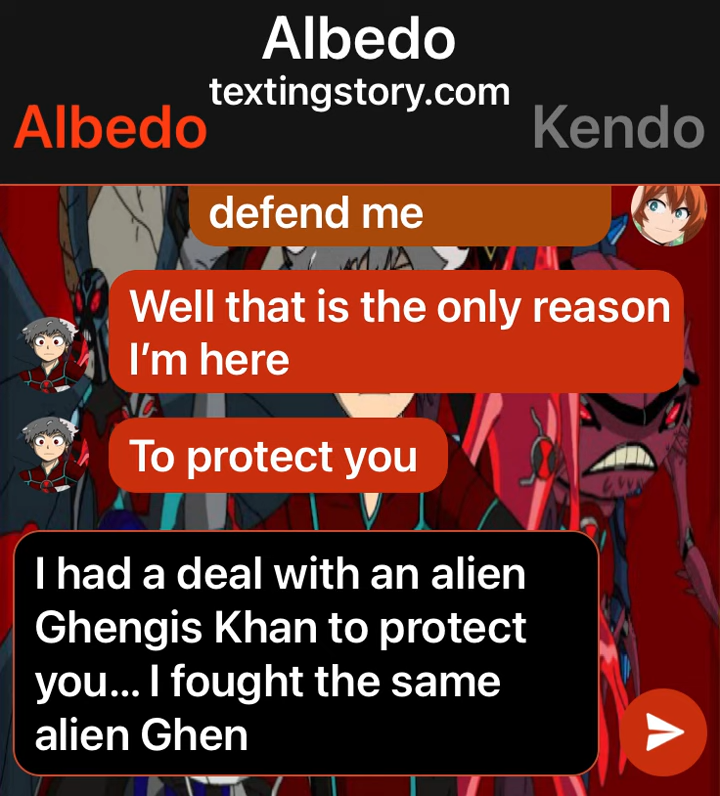 Albedo
textingstory.com
Albedo
Kendo
defend me
Well that is the only reason
I'm here
To protect you
I had a deal with an alien
Ghengis Khan to protect
you... I fought the same
alien Ghen